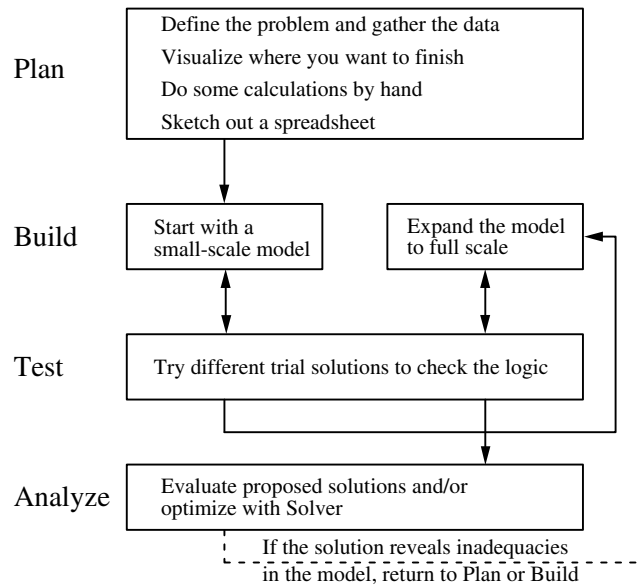 Plan
Define the problem and gather the data
Visualize where you want to finish
Do some calculations by hand
Sketch out a spreadsheet
Build
Start with a
small-scale model
Expand the model
to full scale
Test
Try different trial solutions to check the logic
Analyze
Evaluate proposed solutions and/or
optimize with Solver
If the solution reveals inadequacies
in the model, return to Plan or Build